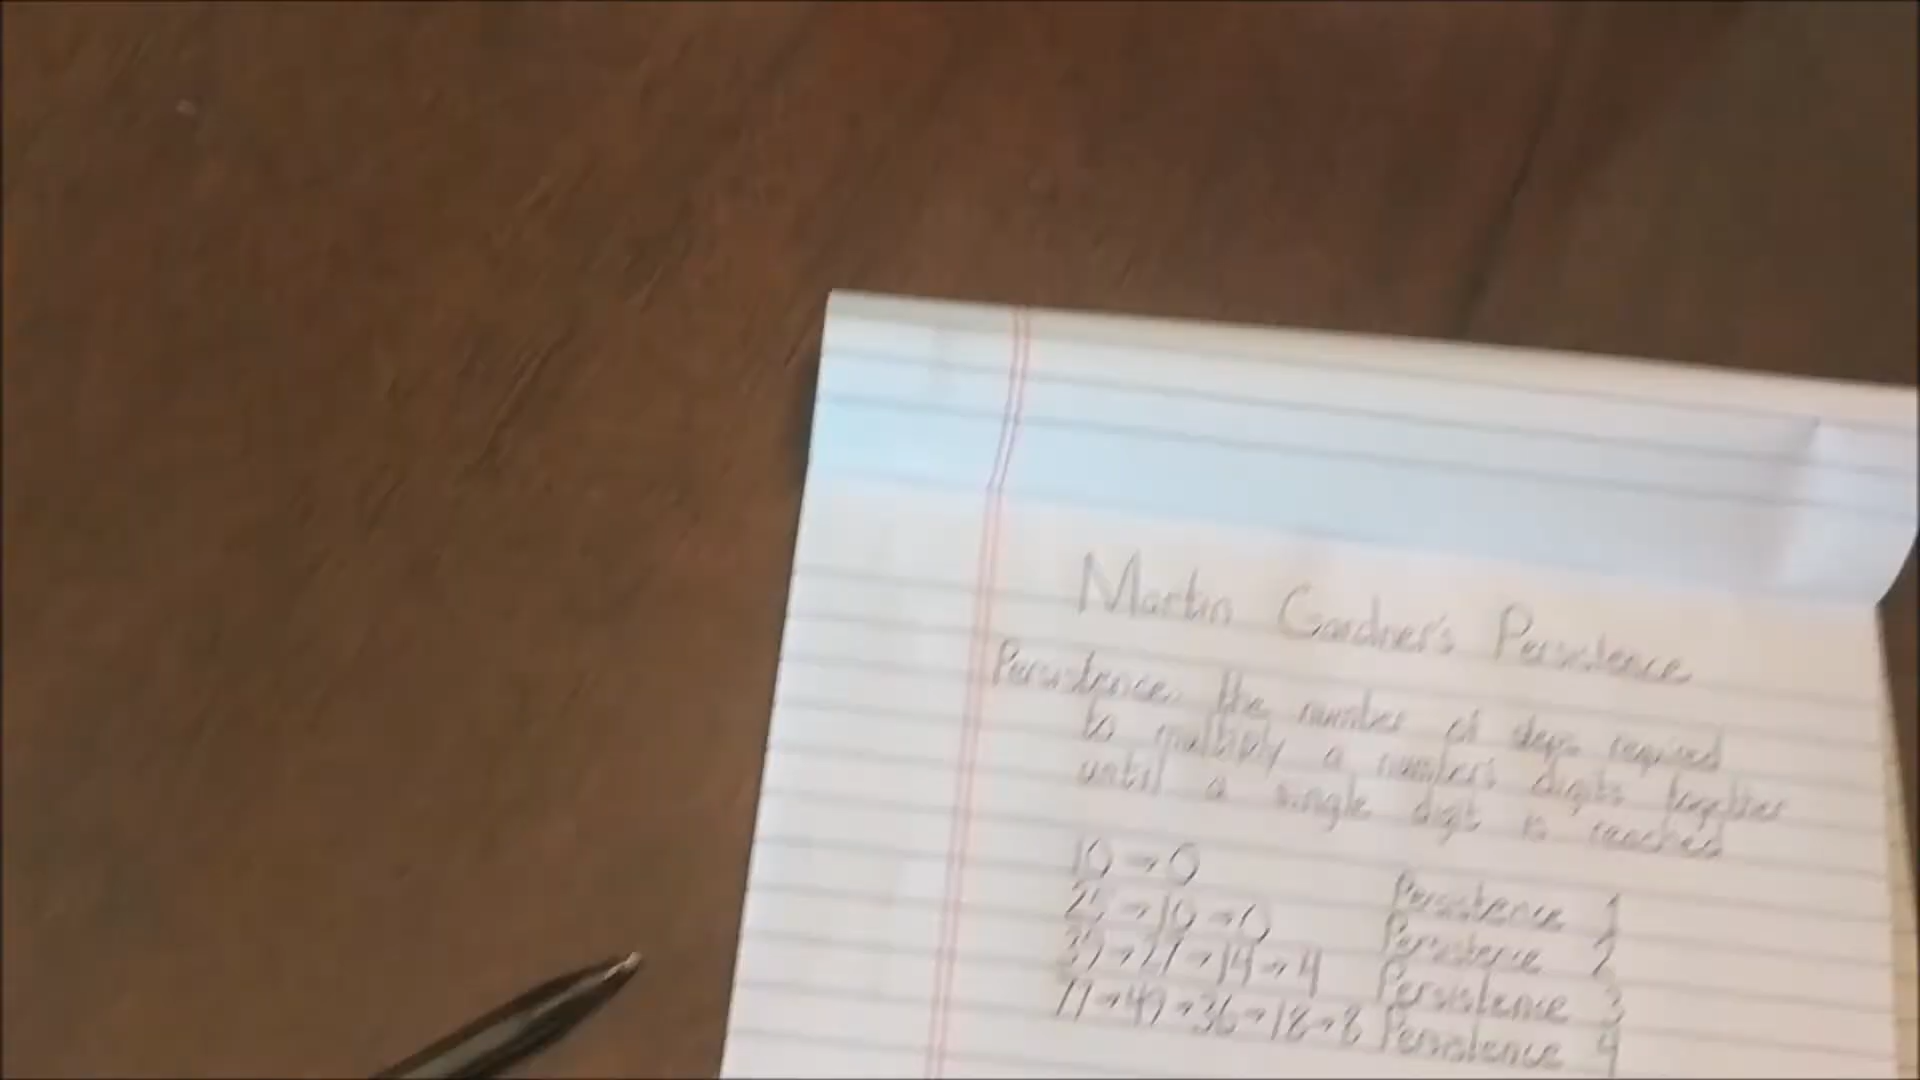 Martin Gardner's Persistence
Persistence: the number of steps required
to multiply a number's digits together
until a single digit is reached
10 → 0 Persistence 1
25 → 10 → 0 Persistence 2
39 → 27 → 14 → 4 Persistence 3
77 → 49 → 36 → 18 → 8 Persistence 4